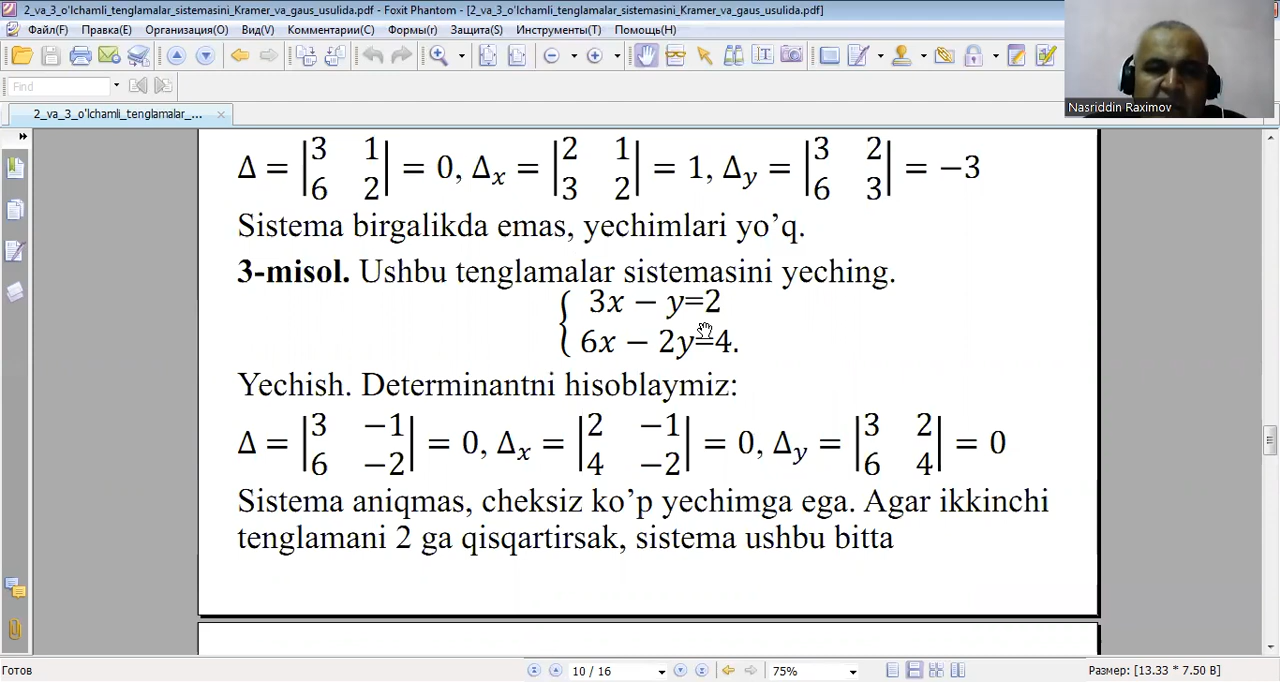 2_va_3_o'lchamli_tenglamalar_sistemasini_Kramer_va_gaus_usulida.pdf - Foxit Phantom - [2_va_3_o'lchamli_tenglamalar_sistemasini_Kramer_va_gaus_usulida.pdf]
Файл(F) Правка(E) Организация(O) Вид(V) Комментарии(C) Формы(r) Защита(S) Инструменты(T) Помощь(H)
Find
Nasriddin Raximov
2_va_3_o'lchamli_tenglamalar_...
Δ = |3 1; 6 2| = 0, Δx = |2 1; 3 2| = 1, Δy = |3 2; 6 3| = −3
Sistema birgalikda emas, yechimlari yo’q.
3-misol. Ushbu tenglamalar sistemasini yeching.
3x − y=2
6x − 2y=4.
Yechish. Determinantni hisoblaymiz:
Δ = |3 −1; 6 −2| = 0, Δx = |2 −1; 4 −2| = 0, Δy = |3 2; 6 4| = 0
Sistema aniqmas, cheksiz ko’p yechimga ega. Agar ikkinchi
tenglamani 2 ga qisqartirsak, sistema ushbu bitta
Готово
10 / 16
75%
Размер: [13.33 * 7.50 В]